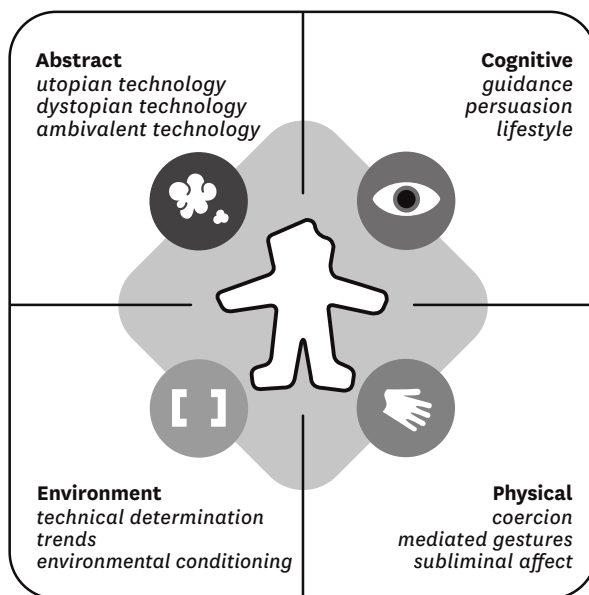 Abstract
utopian technology
dystopian technology
ambivalent technology
Cognitive
guidance
persuasion
lifestyle
Environment
technical determination
trends
environmental conditioning
Physical
coercion
mediated gestures
subliminal affect